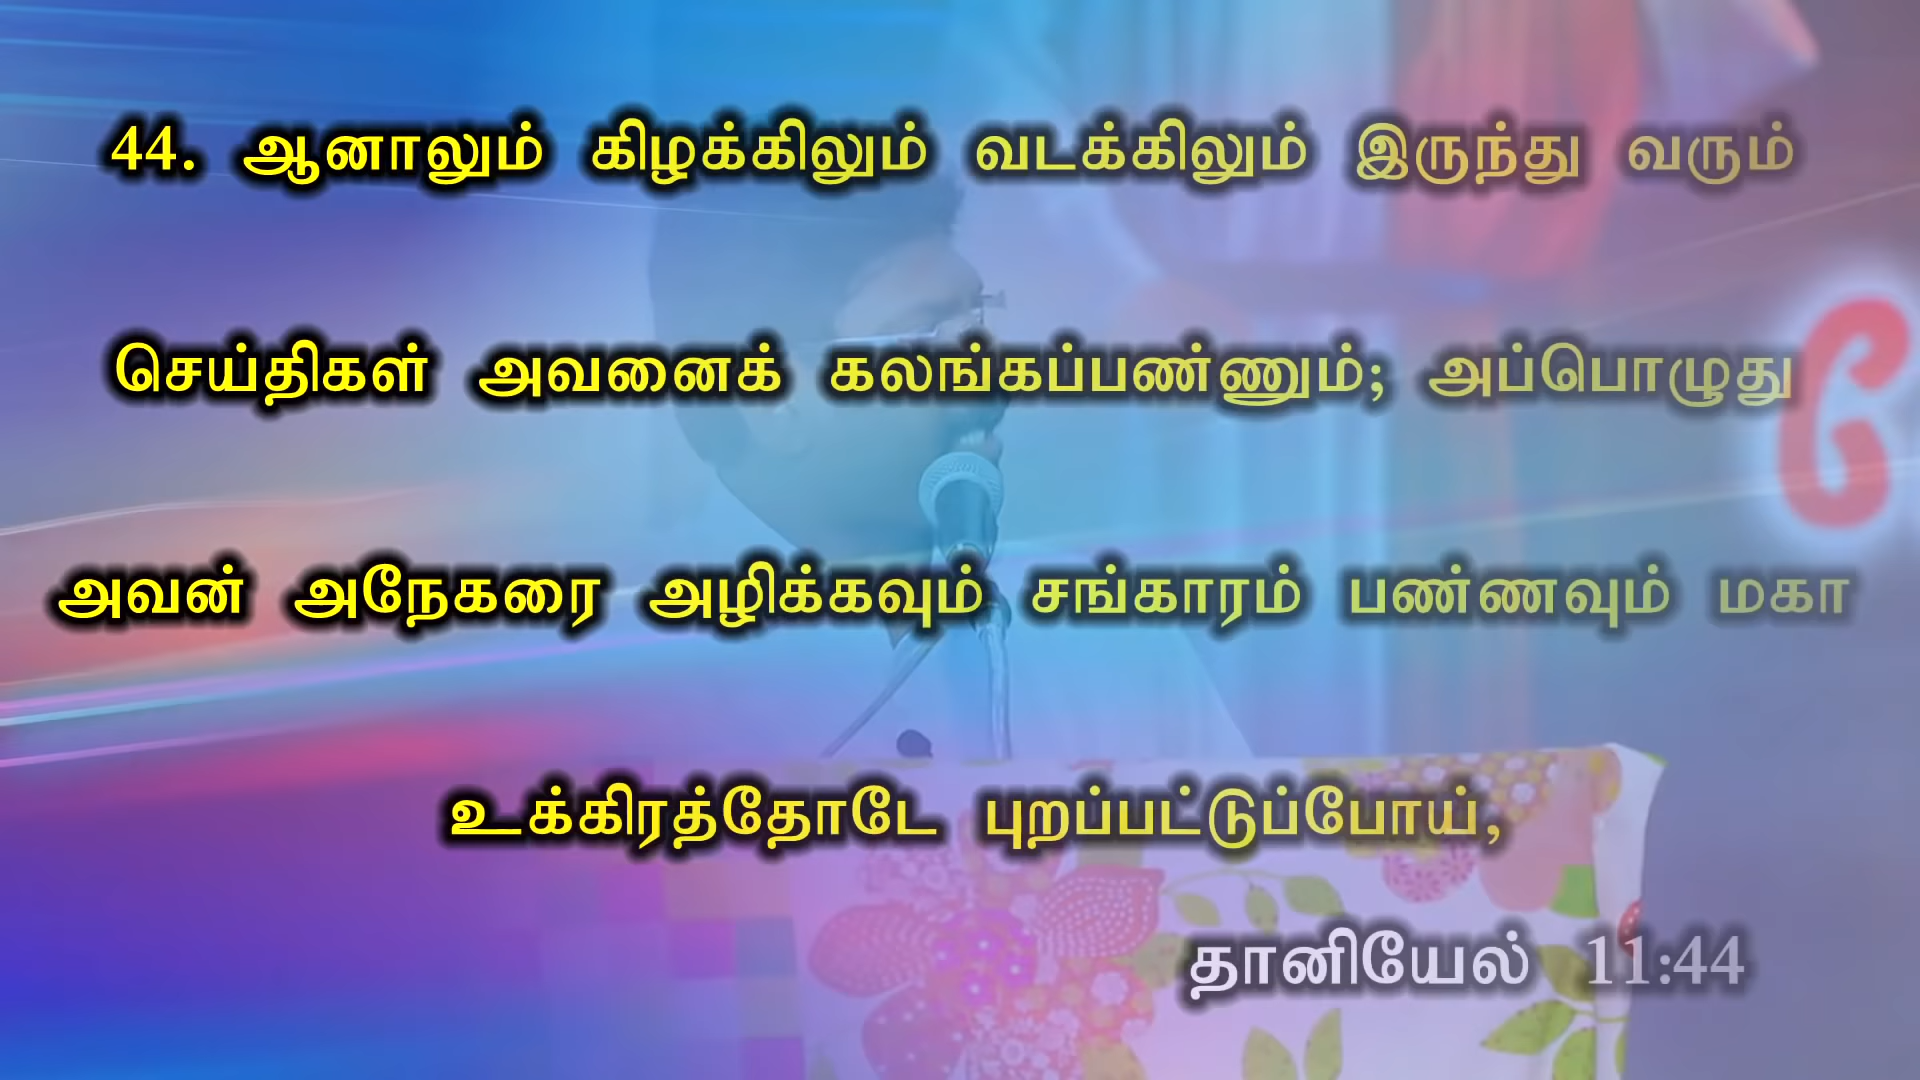 44. ஆனாலும் கிழக்கிலும் வடக்கிலும் இருந்து வரும்
செய்திகள் அவனைக் கலங்கப்பண்ணும்; அப்பொழுது
அவன் அநேகரை அழிக்கவும் சங்காரம் பண்ணவும் மகா
உக்கிரத்தோடே புறப்பட்டுப்போய்,
தானியேல் 11:44